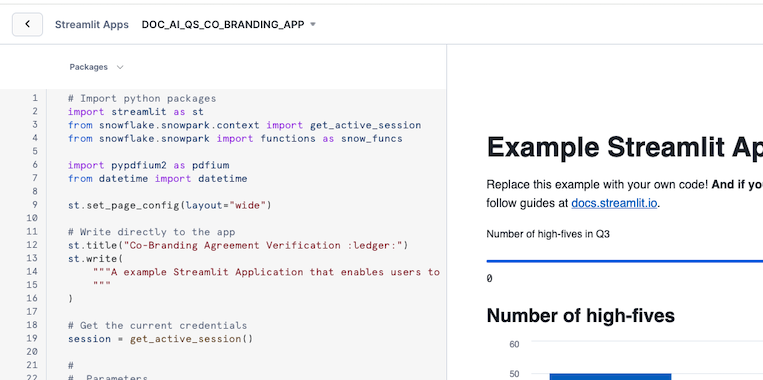 Streamlit Apps DOC_AI_QS_CO_BRANDING_APP
Packages
1 # Import python packages
2 import streamlit as st
3 from snowflake.snowpark.context import get_active_session
4 from snowflake.snowpark import functions as snow_funcs
5
6 import pypdfium2 as pdfium
7 from datetime import datetime
8
9 st.set_page_config(layout="wide")
10
11 # Write directly to the app
12 st.title("Co-Branding Agreement Verification :ledger:")
13 st.write(
14 """A example Streamlit Application that enables users to
15 """
16 )
17
18 # Get the current credentials
19 session = get_active_session()
20
21 #
22 # Parameters
Example Streamlit Ap
Replace this example with your own code! And if you
follow guides at docs.streamlit.io.
Number of high-fives in Q3
0
Number of high-fives
60
50